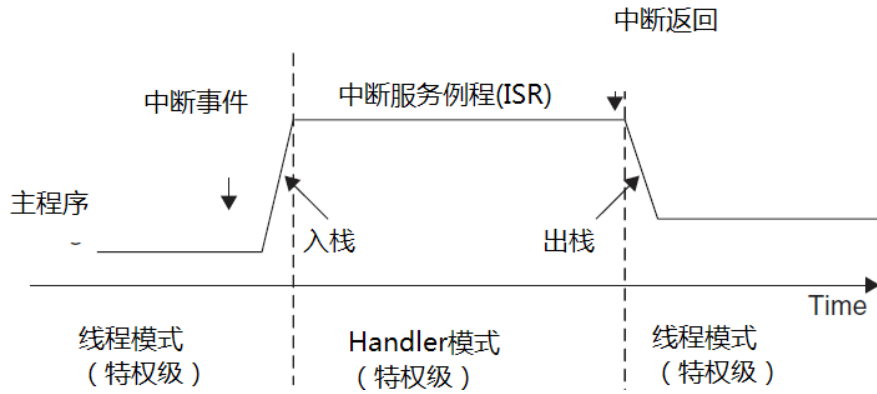 中断返回
中断事件
中断服务例程(ISR)
主程序
入栈
出栈
Time
线程模式
（特权级）
Handler模式
（特权级）
线程模式
（特权级）